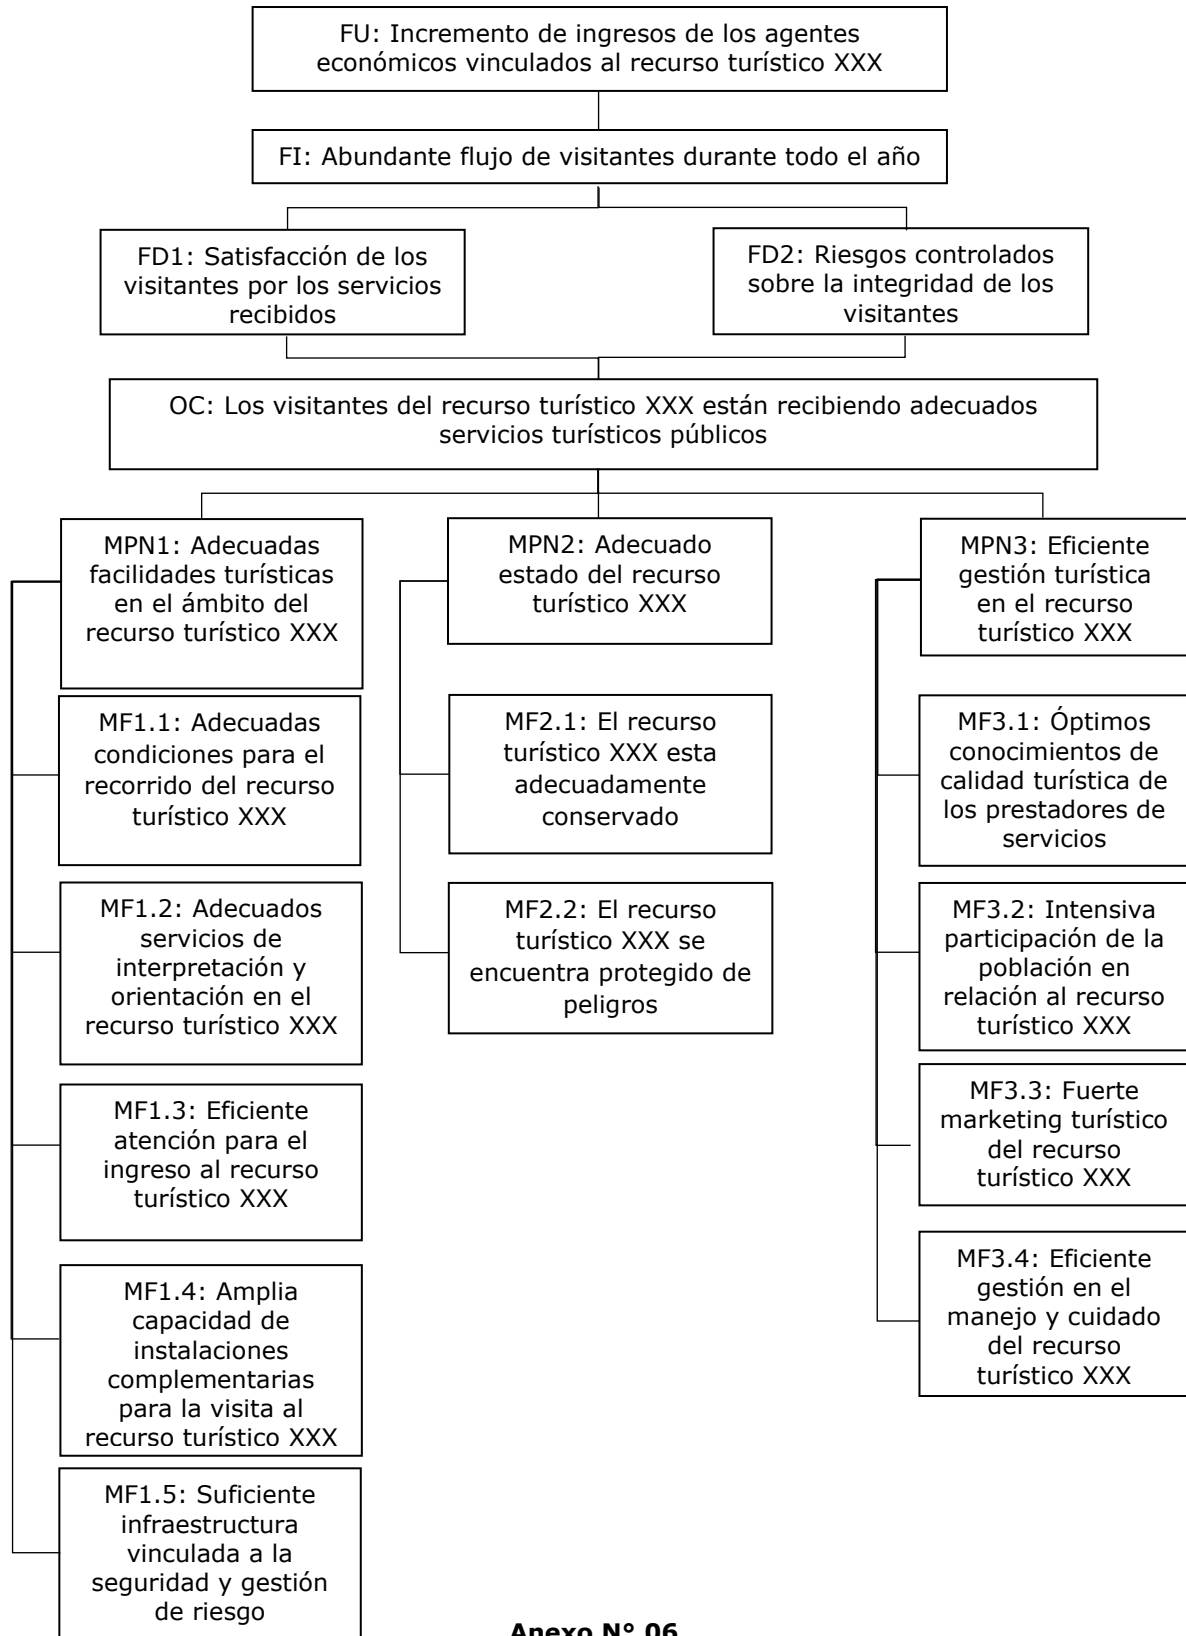 FU: Incremento de ingresos de los agentes
económicos vinculados al recurso turístico XXX
FI: Abundante flujo de visitantes durante todo el año
FD1: Satisfacción de los
visitantes por los servicios
recibidos
FD2: Riesgos controlados
sobre la integridad de los
visitantes
OC: Los visitantes del recurso turístico XXX están recibiendo adecuados
servicios turísticos públicos
MPN1: Adecuadas
facilidades turísticas
en el ámbito del
recurso turístico XXX
MF1.1: Adecuadas
condiciones para el
recorrido del recurso
turístico XXX
MF1.2: Adecuados
servicios de
interpretación y
orientación en el
recurso turístico XXX
MF1.3: Eficiente
atención para el
ingreso al recurso
turístico XXX
MF1.4: Amplia
capacidad de
instalaciones
complementarias
para la visita al
recurso turístico XXX
MF1.5: Suficiente
infraestructura
vinculada a la
seguridad y gestión
de riesgo
MPN2: Adecuado
estado del recurso
turístico XXX
MF2.1: El recurso
turístico XXX esta
adecuadamente
conservado
MF2.2: El recurso
turístico XXX se
encuentra protegido de
peligros
MPN3: Eficiente
gestión turística
en el recurso
turístico XXX
MF3.1: Óptimos
conocimientos de
calidad turística de
los prestadores de
servicios
MF3.2: Intensiva
participación de la
población en
relación al recurso
turístico XXX
MF3.3: Fuerte
marketing turístico
del recurso
turístico XXX
MF3.4: Eficiente
gestión en el
manejo y cuidado
del recurso
turístico XXX
Anexo N° 06